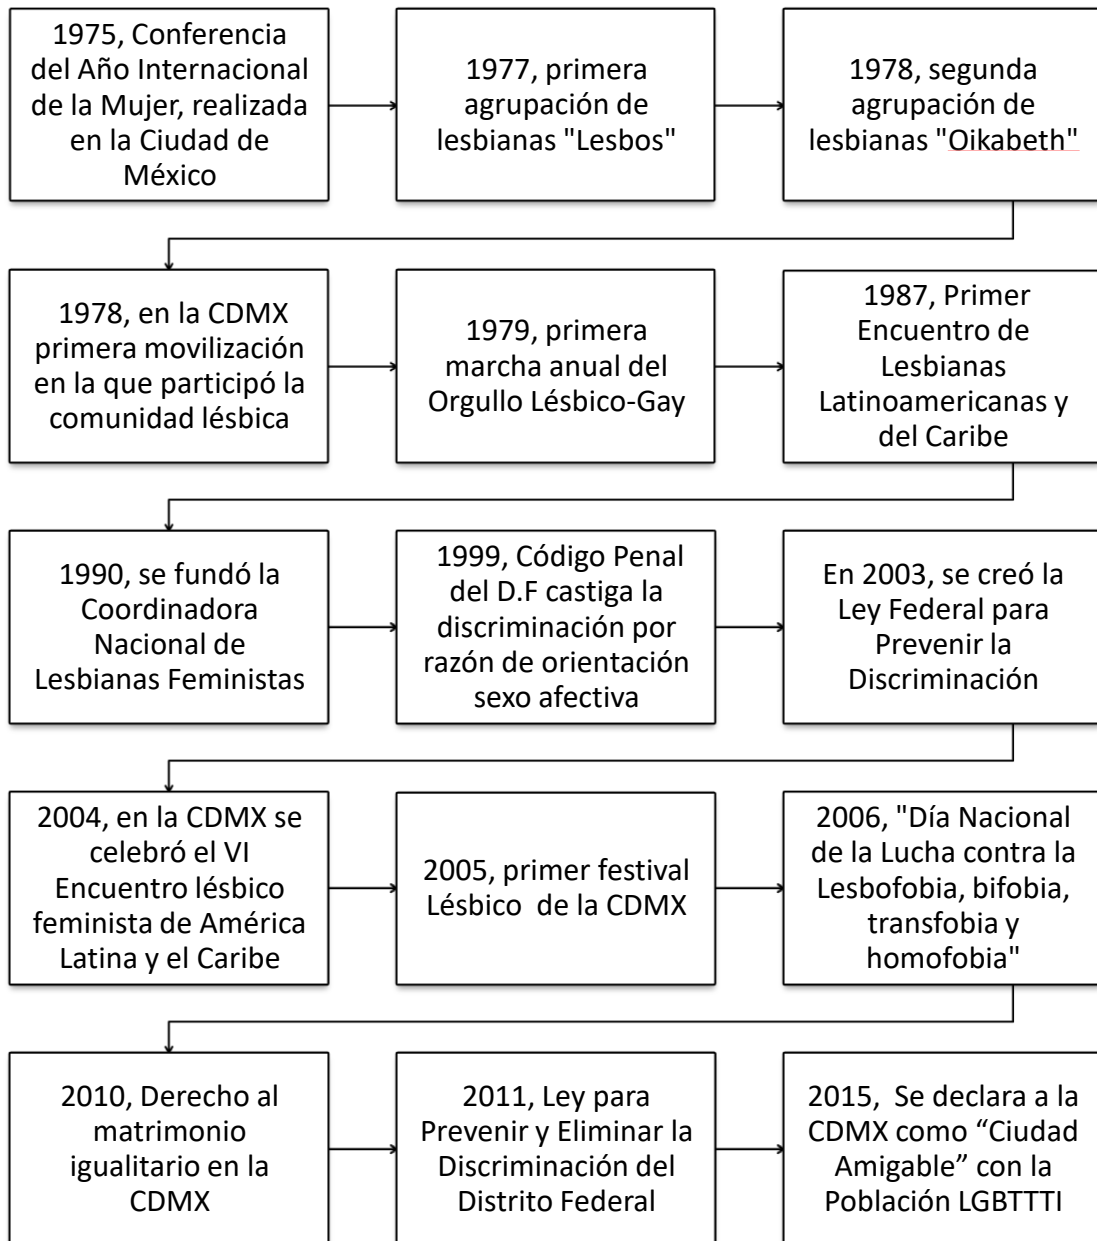 1975, Conferencia
del Año Internacional
de la Mujer, realizada
en la Ciudad de
México
1977, primera
agrupación de
lesbianas "Lesbos"
1978, segunda
agrupación de
lesbianas "Oikabeth"
1978, en la CDMX
primera movilización
en la que participó la
comunidad lésbica
1979, primera
marcha anual del
Orgullo Lésbico-Gay
1987, Primer
Encuentro de
Lesbianas
Latinoamericanas y
del Caribe
1990, se fundó la
Coordinadora
Nacional de
Lesbianas Feministas
1999, Código Penal
del D.F castiga la
discriminación por
razón de orientación
sexo afectiva
En 2003, se creó la
Ley Federal para
Prevenir la
Discriminación
2004, en la CDMX se
celebró el VI
Encuentro lésbico
feminista de América
Latina y el Caribe
2005, primer festival
Lésbico  de la CDMX
2006, "Día Nacional
de la Lucha contra la
Lesbofobia, bifobia,
transfobia y
homofobia"
2010, Derecho al
matrimonio
igualitario en la
CDMX
2011, Ley para
Prevenir y Eliminar la
Discriminación del
Distrito Federal
2015,  Se declara a la
CDMX como “Ciudad
Amigable” con la
Población LGBTTTI